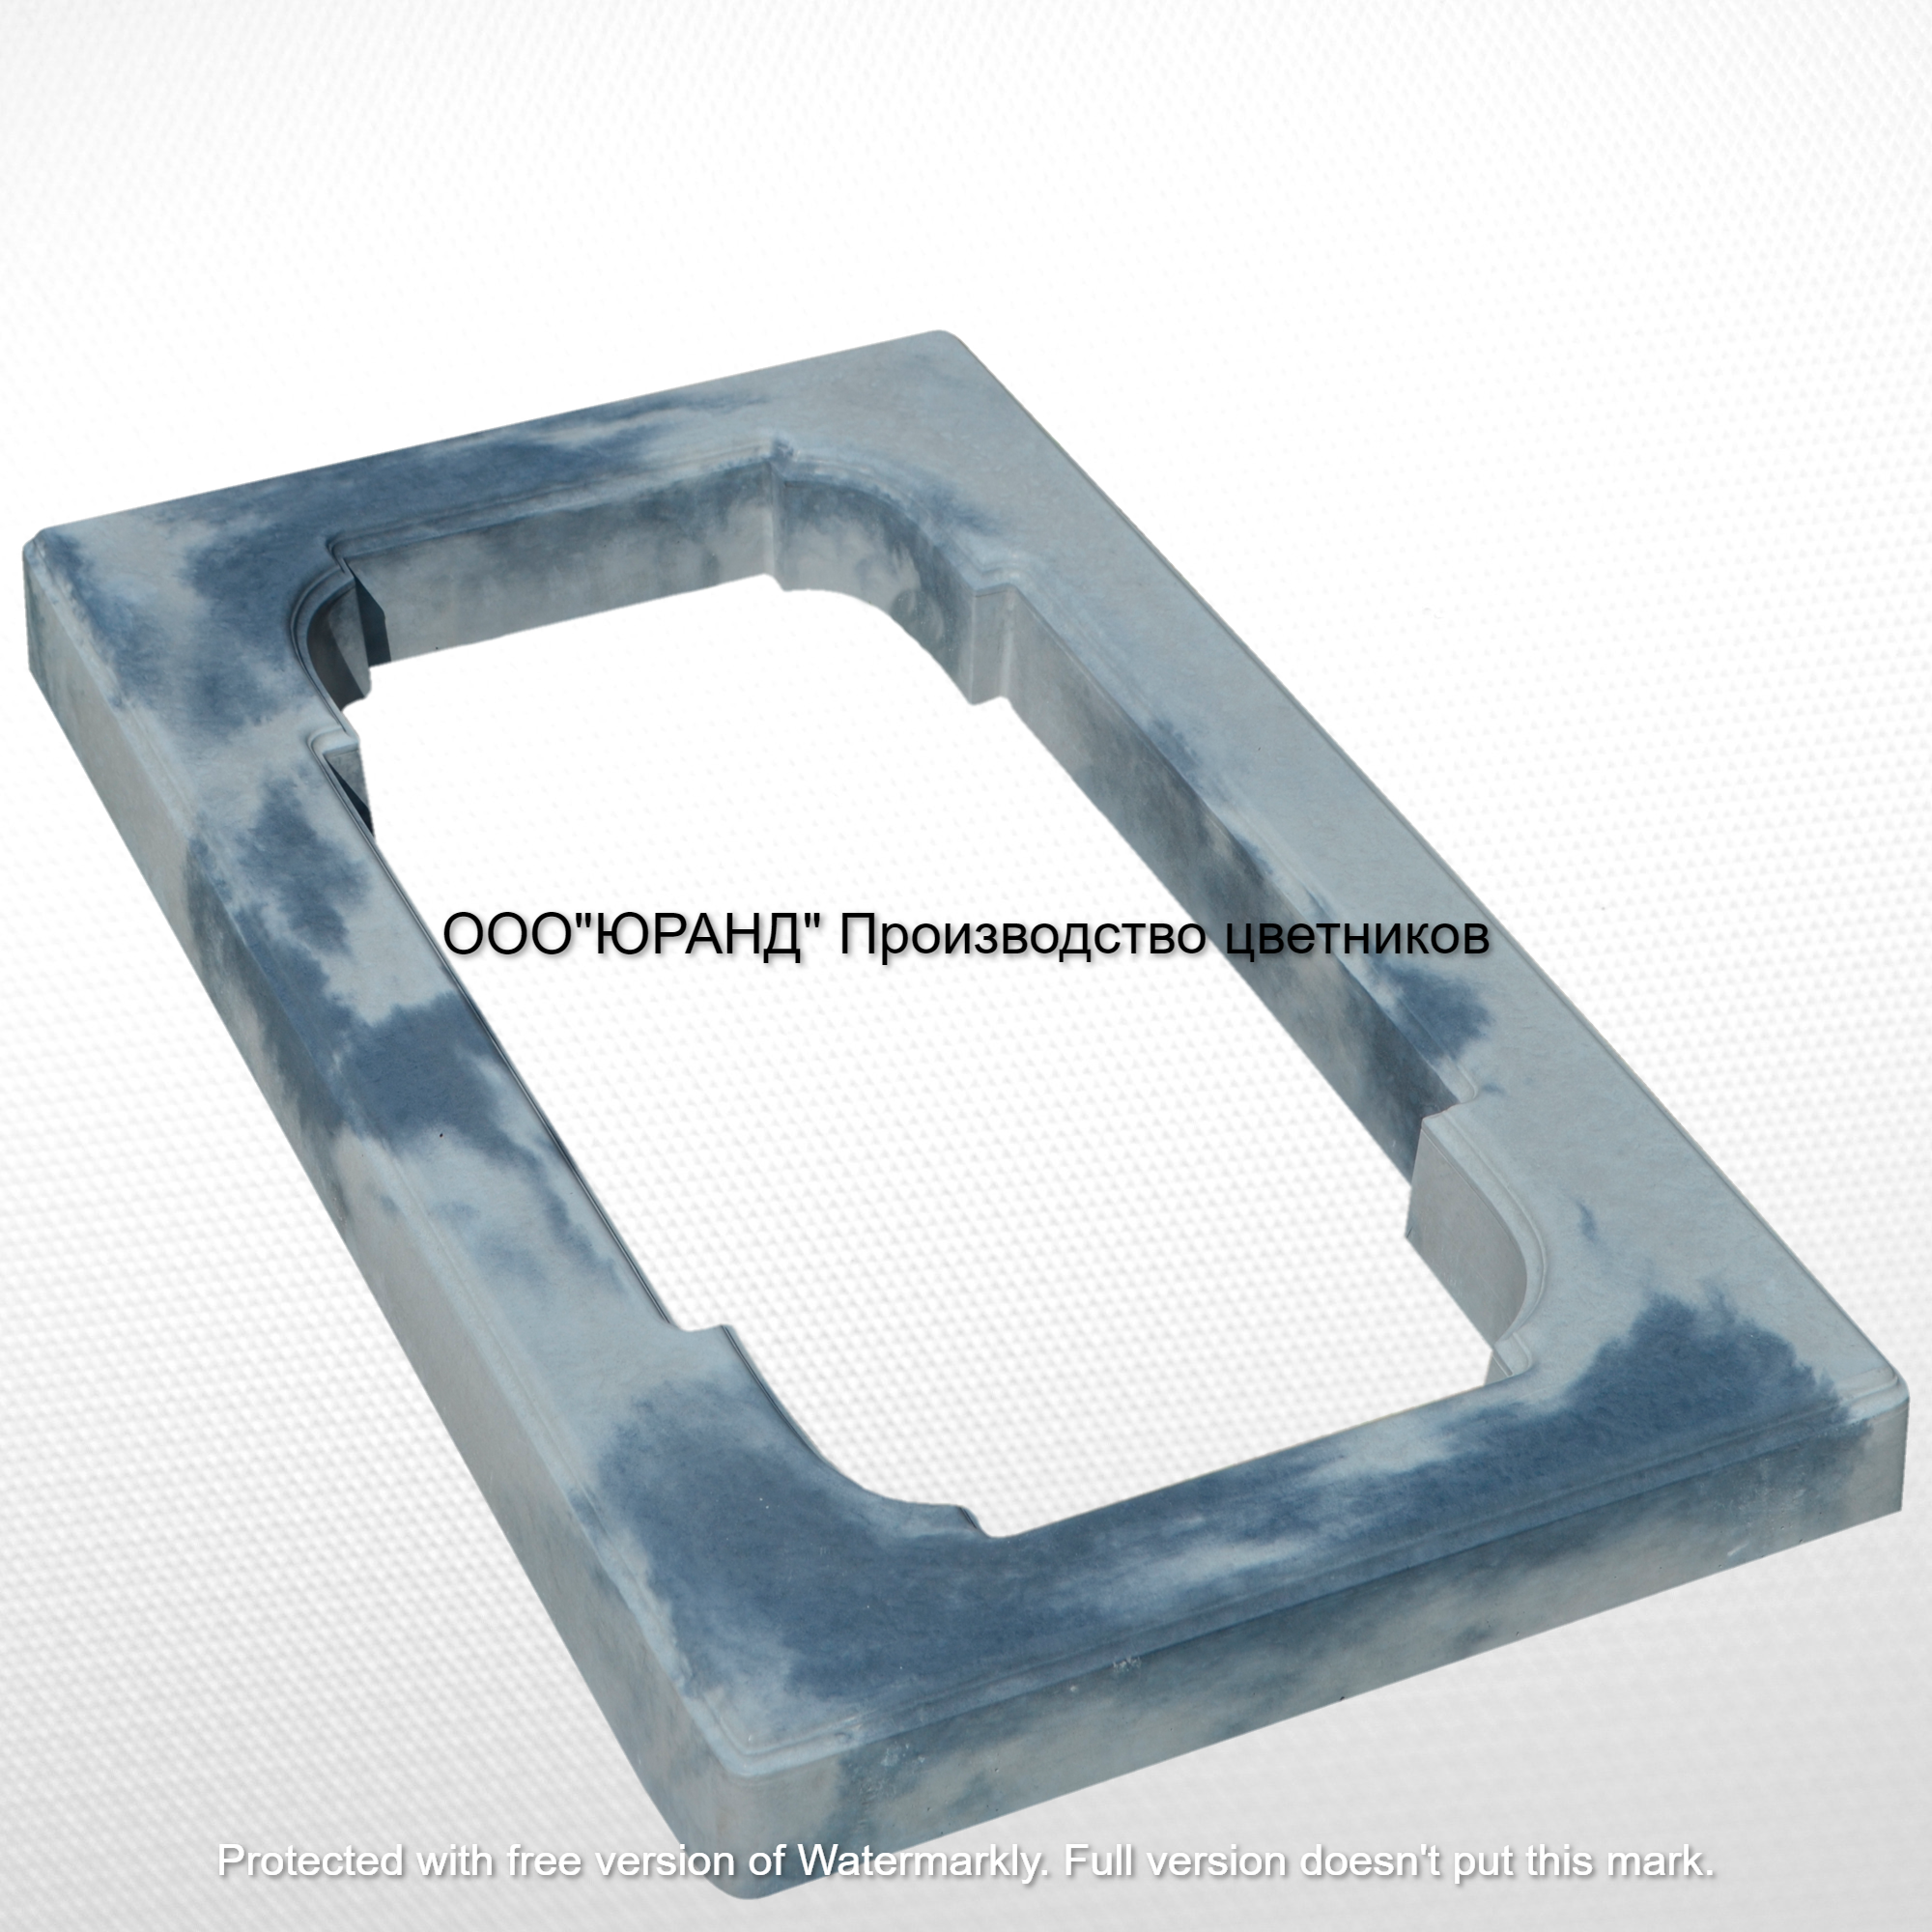 ООО"ЮРАНД" Производство цветников
Protected with free version of Watermarkly. Full version doesn't put this mark.